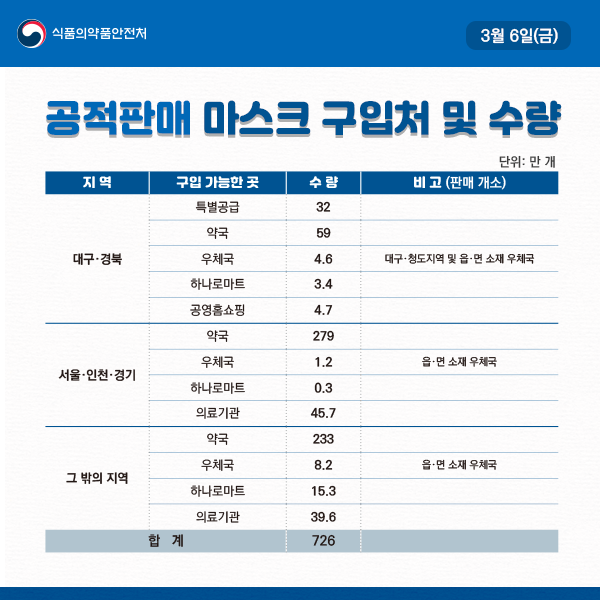 식품의약품안전처
3월 6일(금)
공적판매 마스크 구입처 및 수량
단위: 만 개
지 역 구입 가능한 곳 수 량 비 고 (판매 개소)
대구·경북
특별공급 32
약국 59
우체국 4.6 대구·청도지역 및 읍·면 소재 우체국
하나로마트 3.4
공영홈쇼핑 4.7
서울·인천·경기
약국 279
우체국 1.2 읍·면 소재 우체국
하나로마트 0.3
의료기관 45.7
그 밖의 지역
약국 233
우체국 8.2 읍·면 소재 우체국
하나로마트 15.3
의료기관 39.6
합 계 726